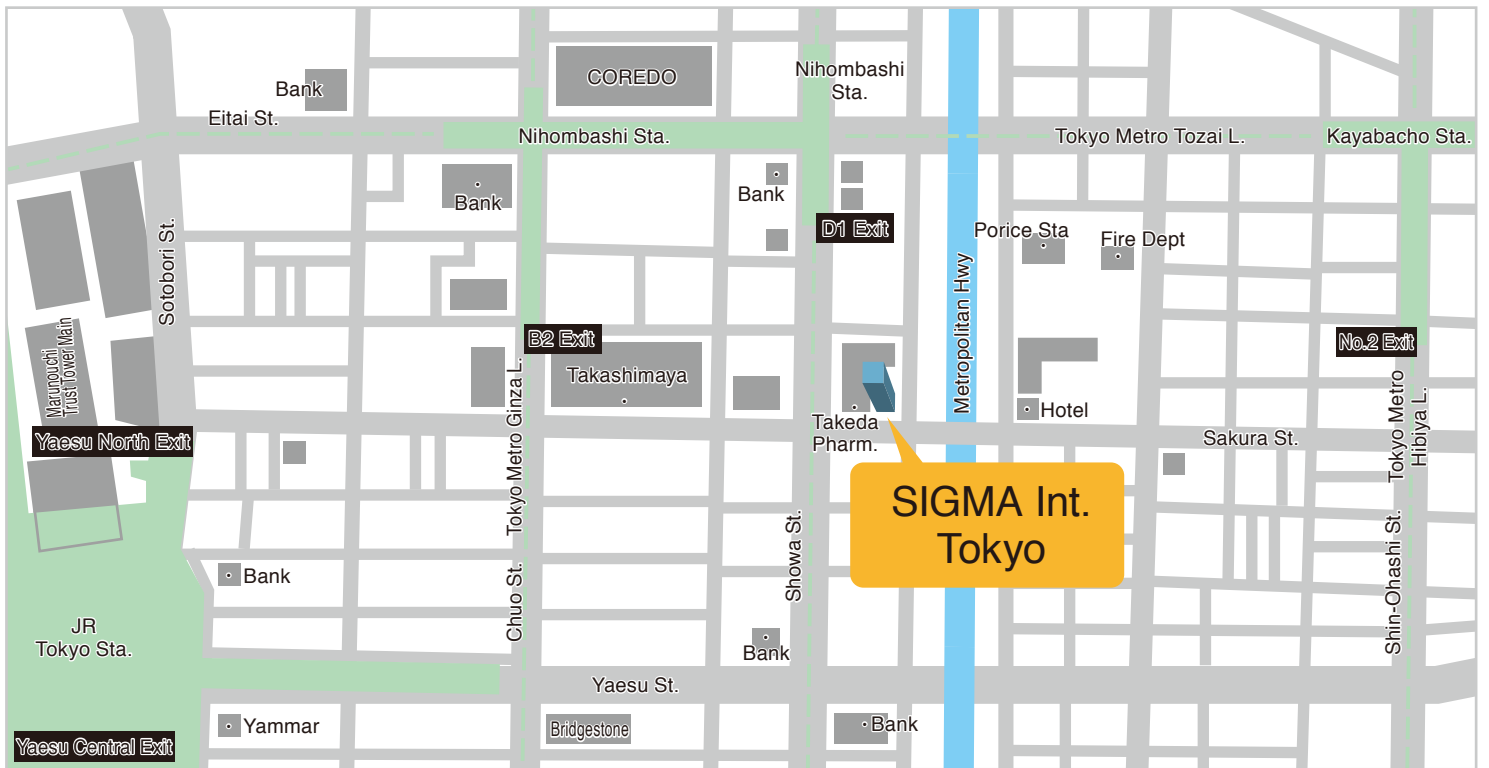 COREDO
Nihombashi
Sta.
Bank
Eitai St.
Nihombashi Sta.
Tokyo Metro Tozai L.
Kayabacho Sta.
Bank
Bank
D1 Exit
Porice Sta
Fire Dept
Sotobori St.
Metropolitan Hwy
B2 Exit
No.2 Exit
Marunouchi
Trust Tower Main
Takashimaya
Tokyo Metro Ginza L.
Takeda
Pharm.
Hotel
Tokyo Metro
Hibiya L.
Yaesu North Exit
Sakura St.
SIGMA Int.
Tokyo
Showa St.
Shin-Ohashi St.
Bank
Chuo St.
JR
Tokyo Sta.
Bank
Yaesu St.
Yammar
Bridgestone
Bank
Yaesu Central Exit